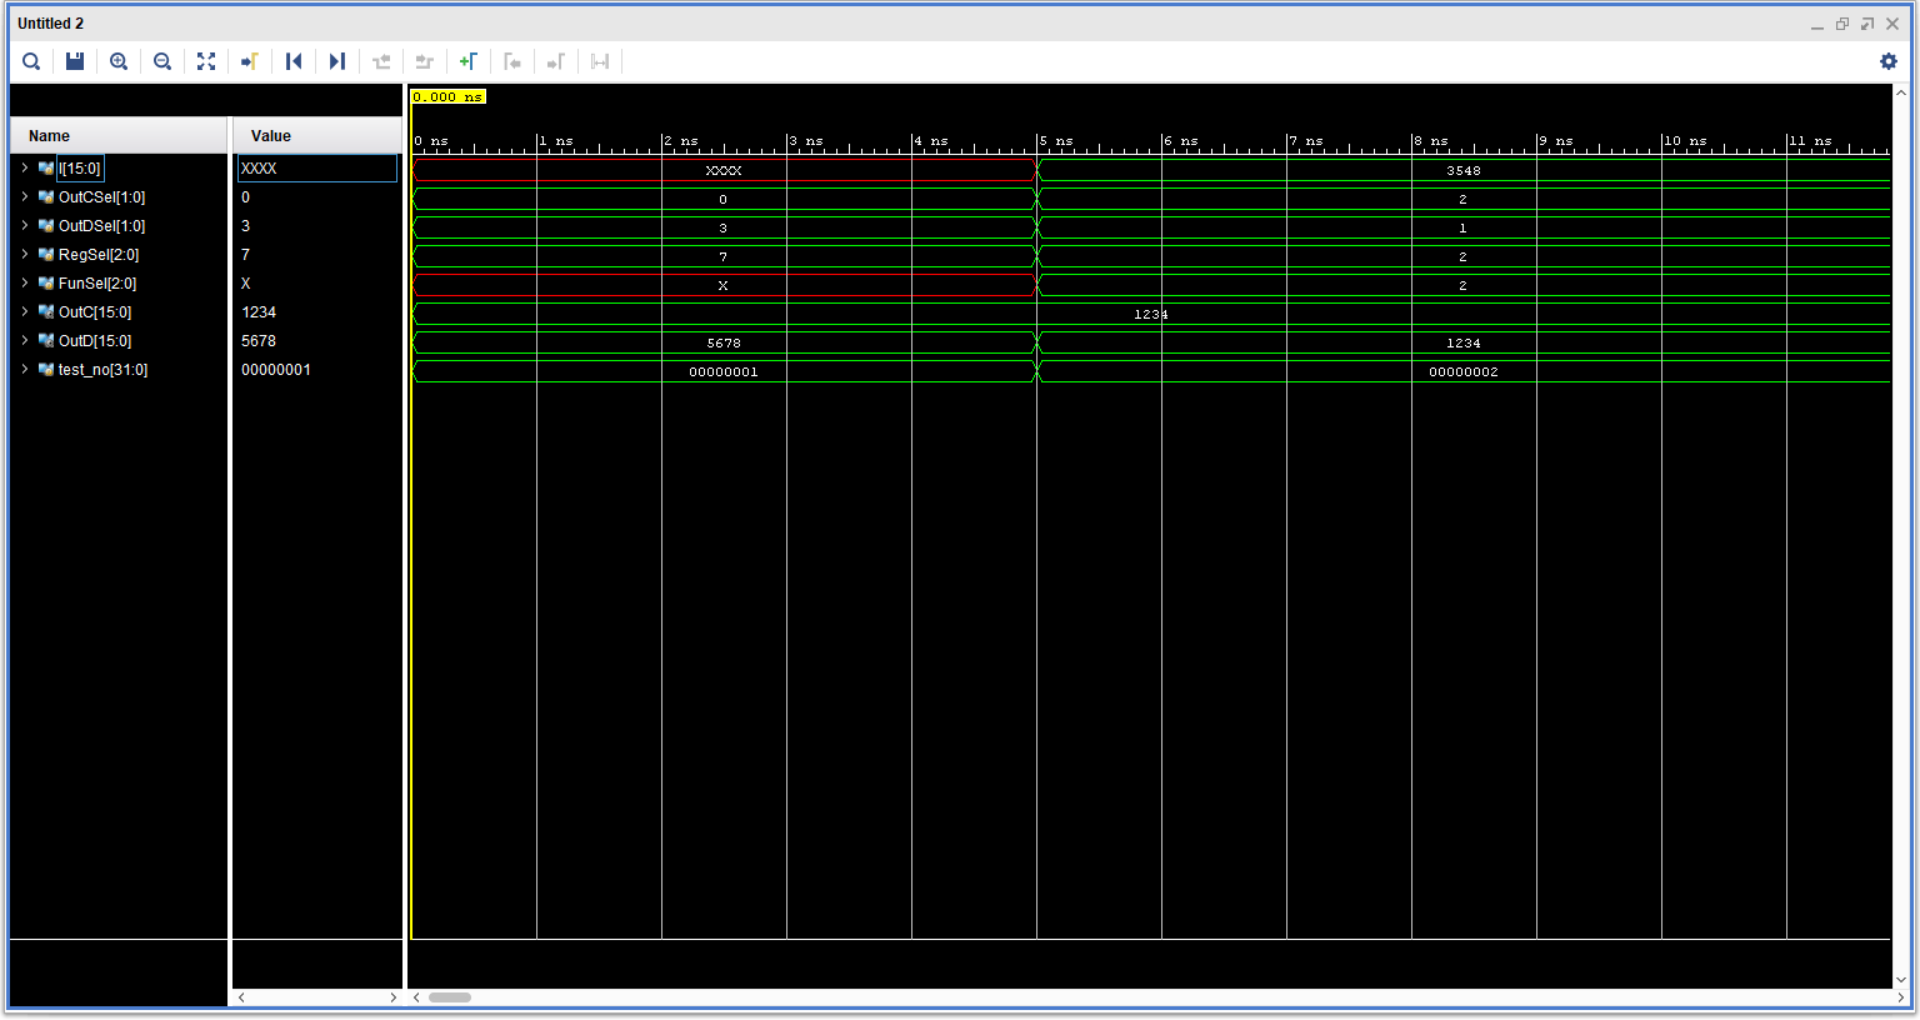 Untitled 2
0.000 ns
Name Value
0 ns 1 ns 2 ns 3 ns 4 ns 5 ns 6 ns 7 ns 8 ns 9 ns 10 ns 11 ns
I[15:0] XXXX XXXX 3548
OutCSel[1:0] 0 0 2
OutDSel[1:0] 3 3 1
RegSel[2:0] 7 7 2
FunSel[2:0] X X 2
OutC[15:0] 1234 1234
OutD[15:0] 5678 5678 1234
test_no[31:0] 00000001 00000001 00000002